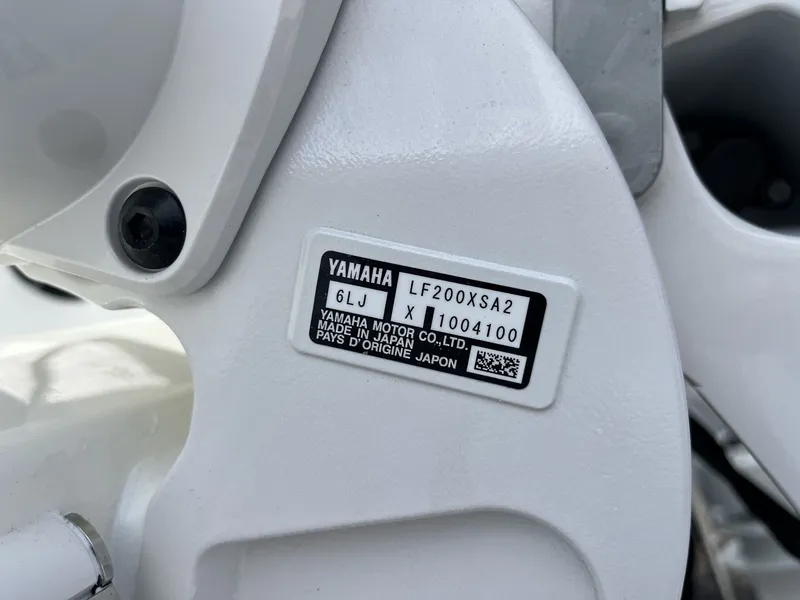 YAMAHA
LF200XSA2
6LJ
X 1004100
YAMAHA MOTOR CO.,LTD.
MADE IN JAPAN
PAYS D'ORIGINE JAPON